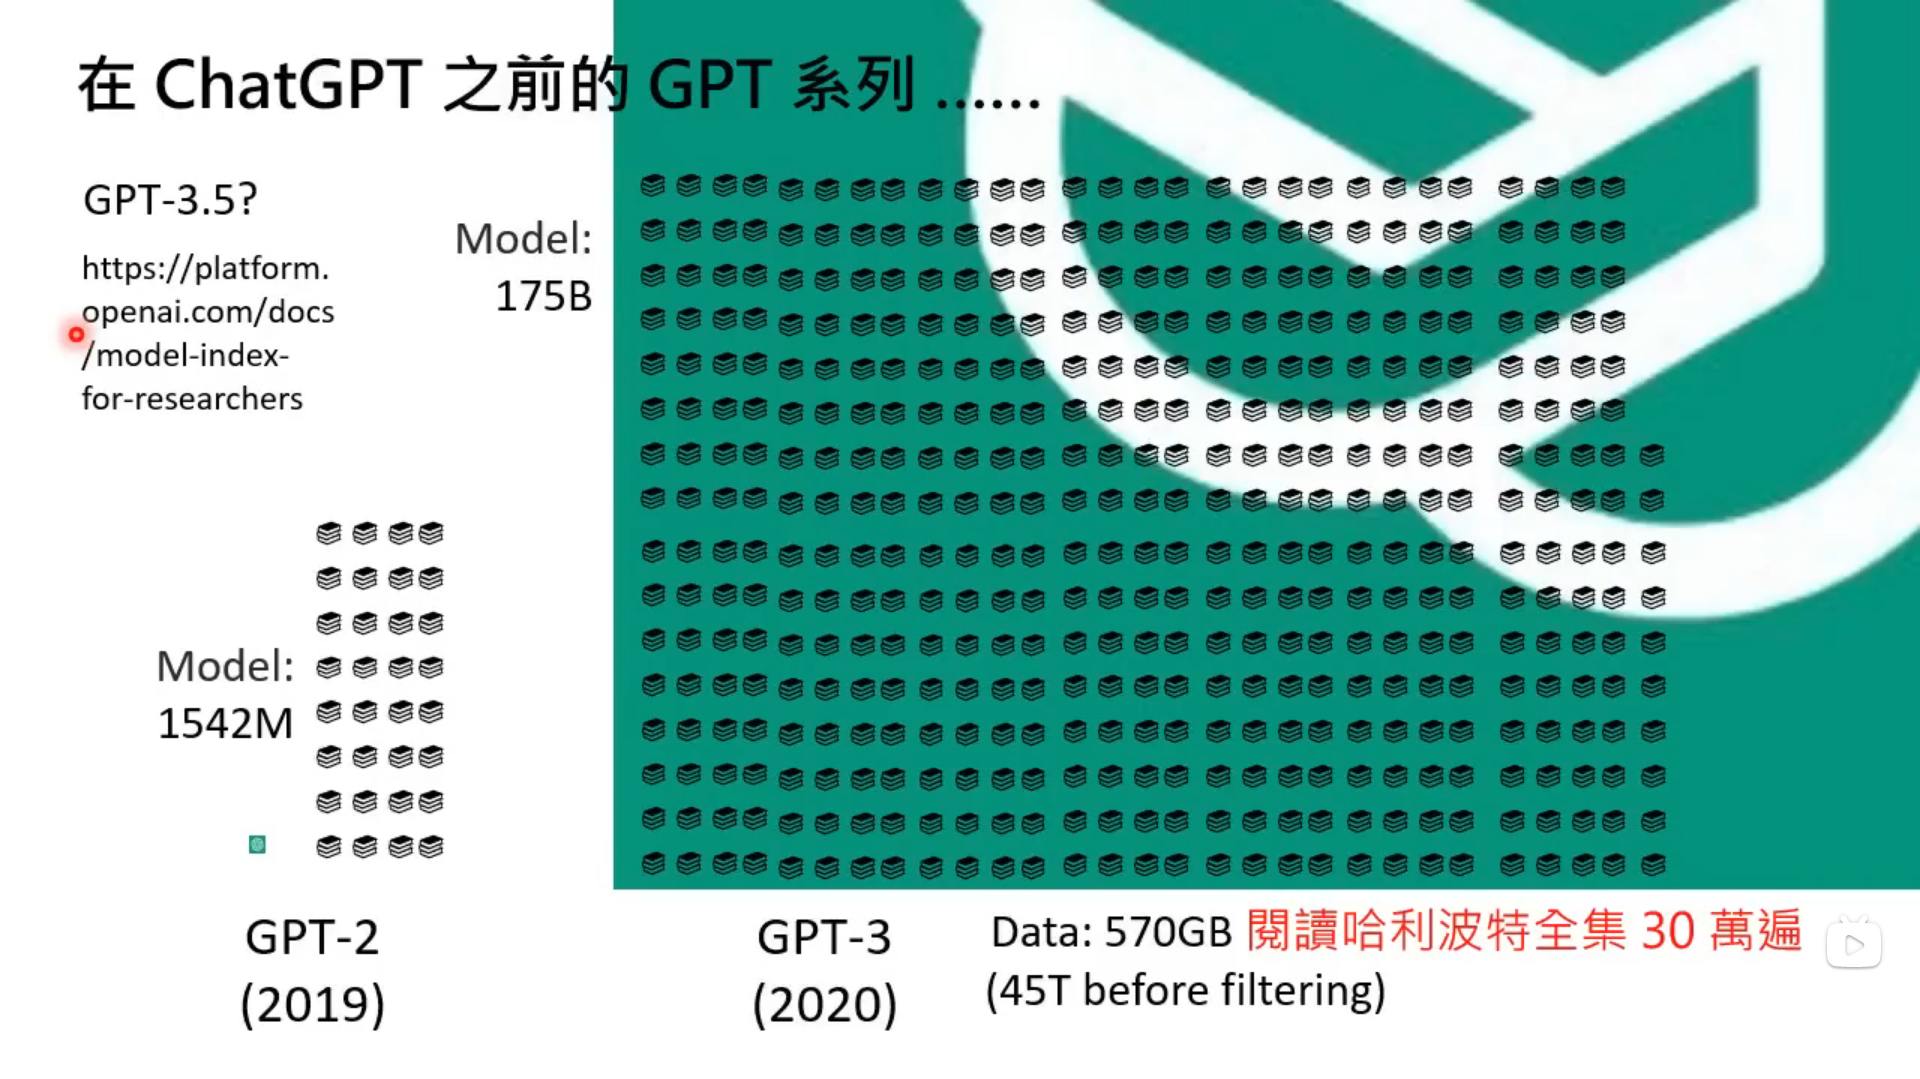 在 ChatGPT 之前的 GPT 系列 ……
GPT-3.5?
https://platform.
openai.com/docs
/model-index-
for-researchers
Model:
175B
Model:
1542M
GPT-2
(2019)
GPT-3
(2020)
Data: 570GB 閱讀哈利波特全集 30 萬遍
(45T before filtering)